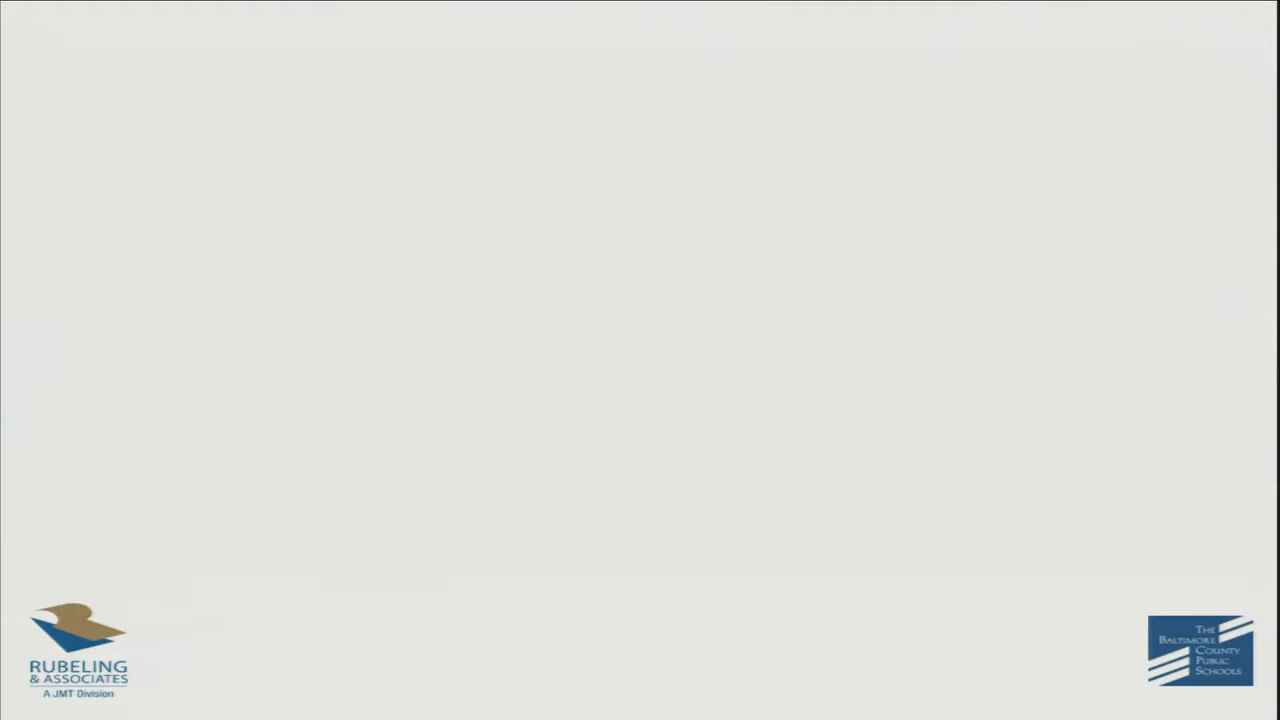 RUBELING
& ASSOCIATES
A JMT Division
THE
BALTIMORE
COUNTY
PUBLIC
SCHOOLS